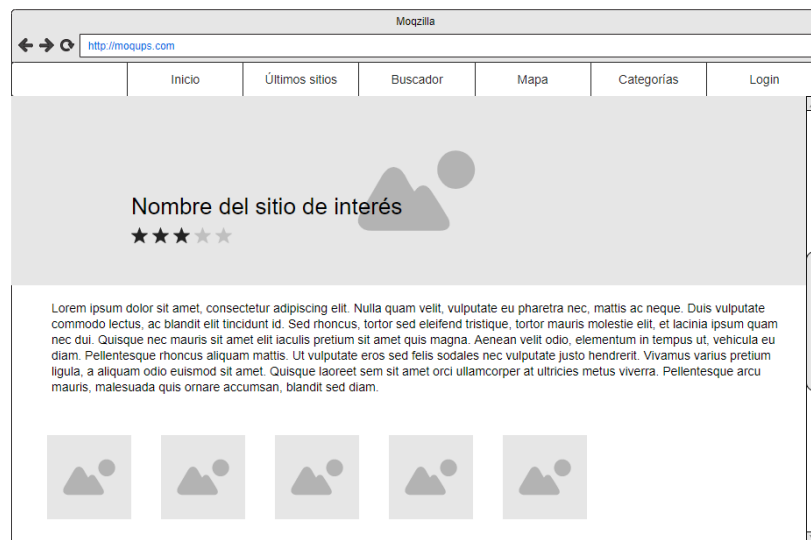 Moqzilla
http://moqups.com
Inicio
Últimos sitios
Buscador
Mapa
Categorías
Login
Nombre del sitio de interés
Lorem ipsum dolor sit amet, consectetur adipiscing elit. Nulla quam velit, vulputate eu pharetra nec, mattis ac neque. Duis vulputate
commodo lectus, ac blandit elit tincidunt id. Sed rhoncus, tortor sed eleifend tristique, tortor mauris molestie elit, et lacinia ipsum quam
nec dui. Quisque nec mauris sit amet elit iaculis pretium sit amet quis magna. Aenean velit odio, elementum in tempus ut, vehicula eu
diam. Pellentesque rhoncus aliquam mattis. Ut vulputate eros sed felis sodales nec vulputate justo hendrerit. Vivamus varius pretium
ligula, a aliquam odio euismod sit amet. Quisque laoreet sem sit amet orci ullamcorper at ultricies metus viverra. Pellentesque arcu
mauris, malesuada quis ornare accumsan, blandit sed diam.